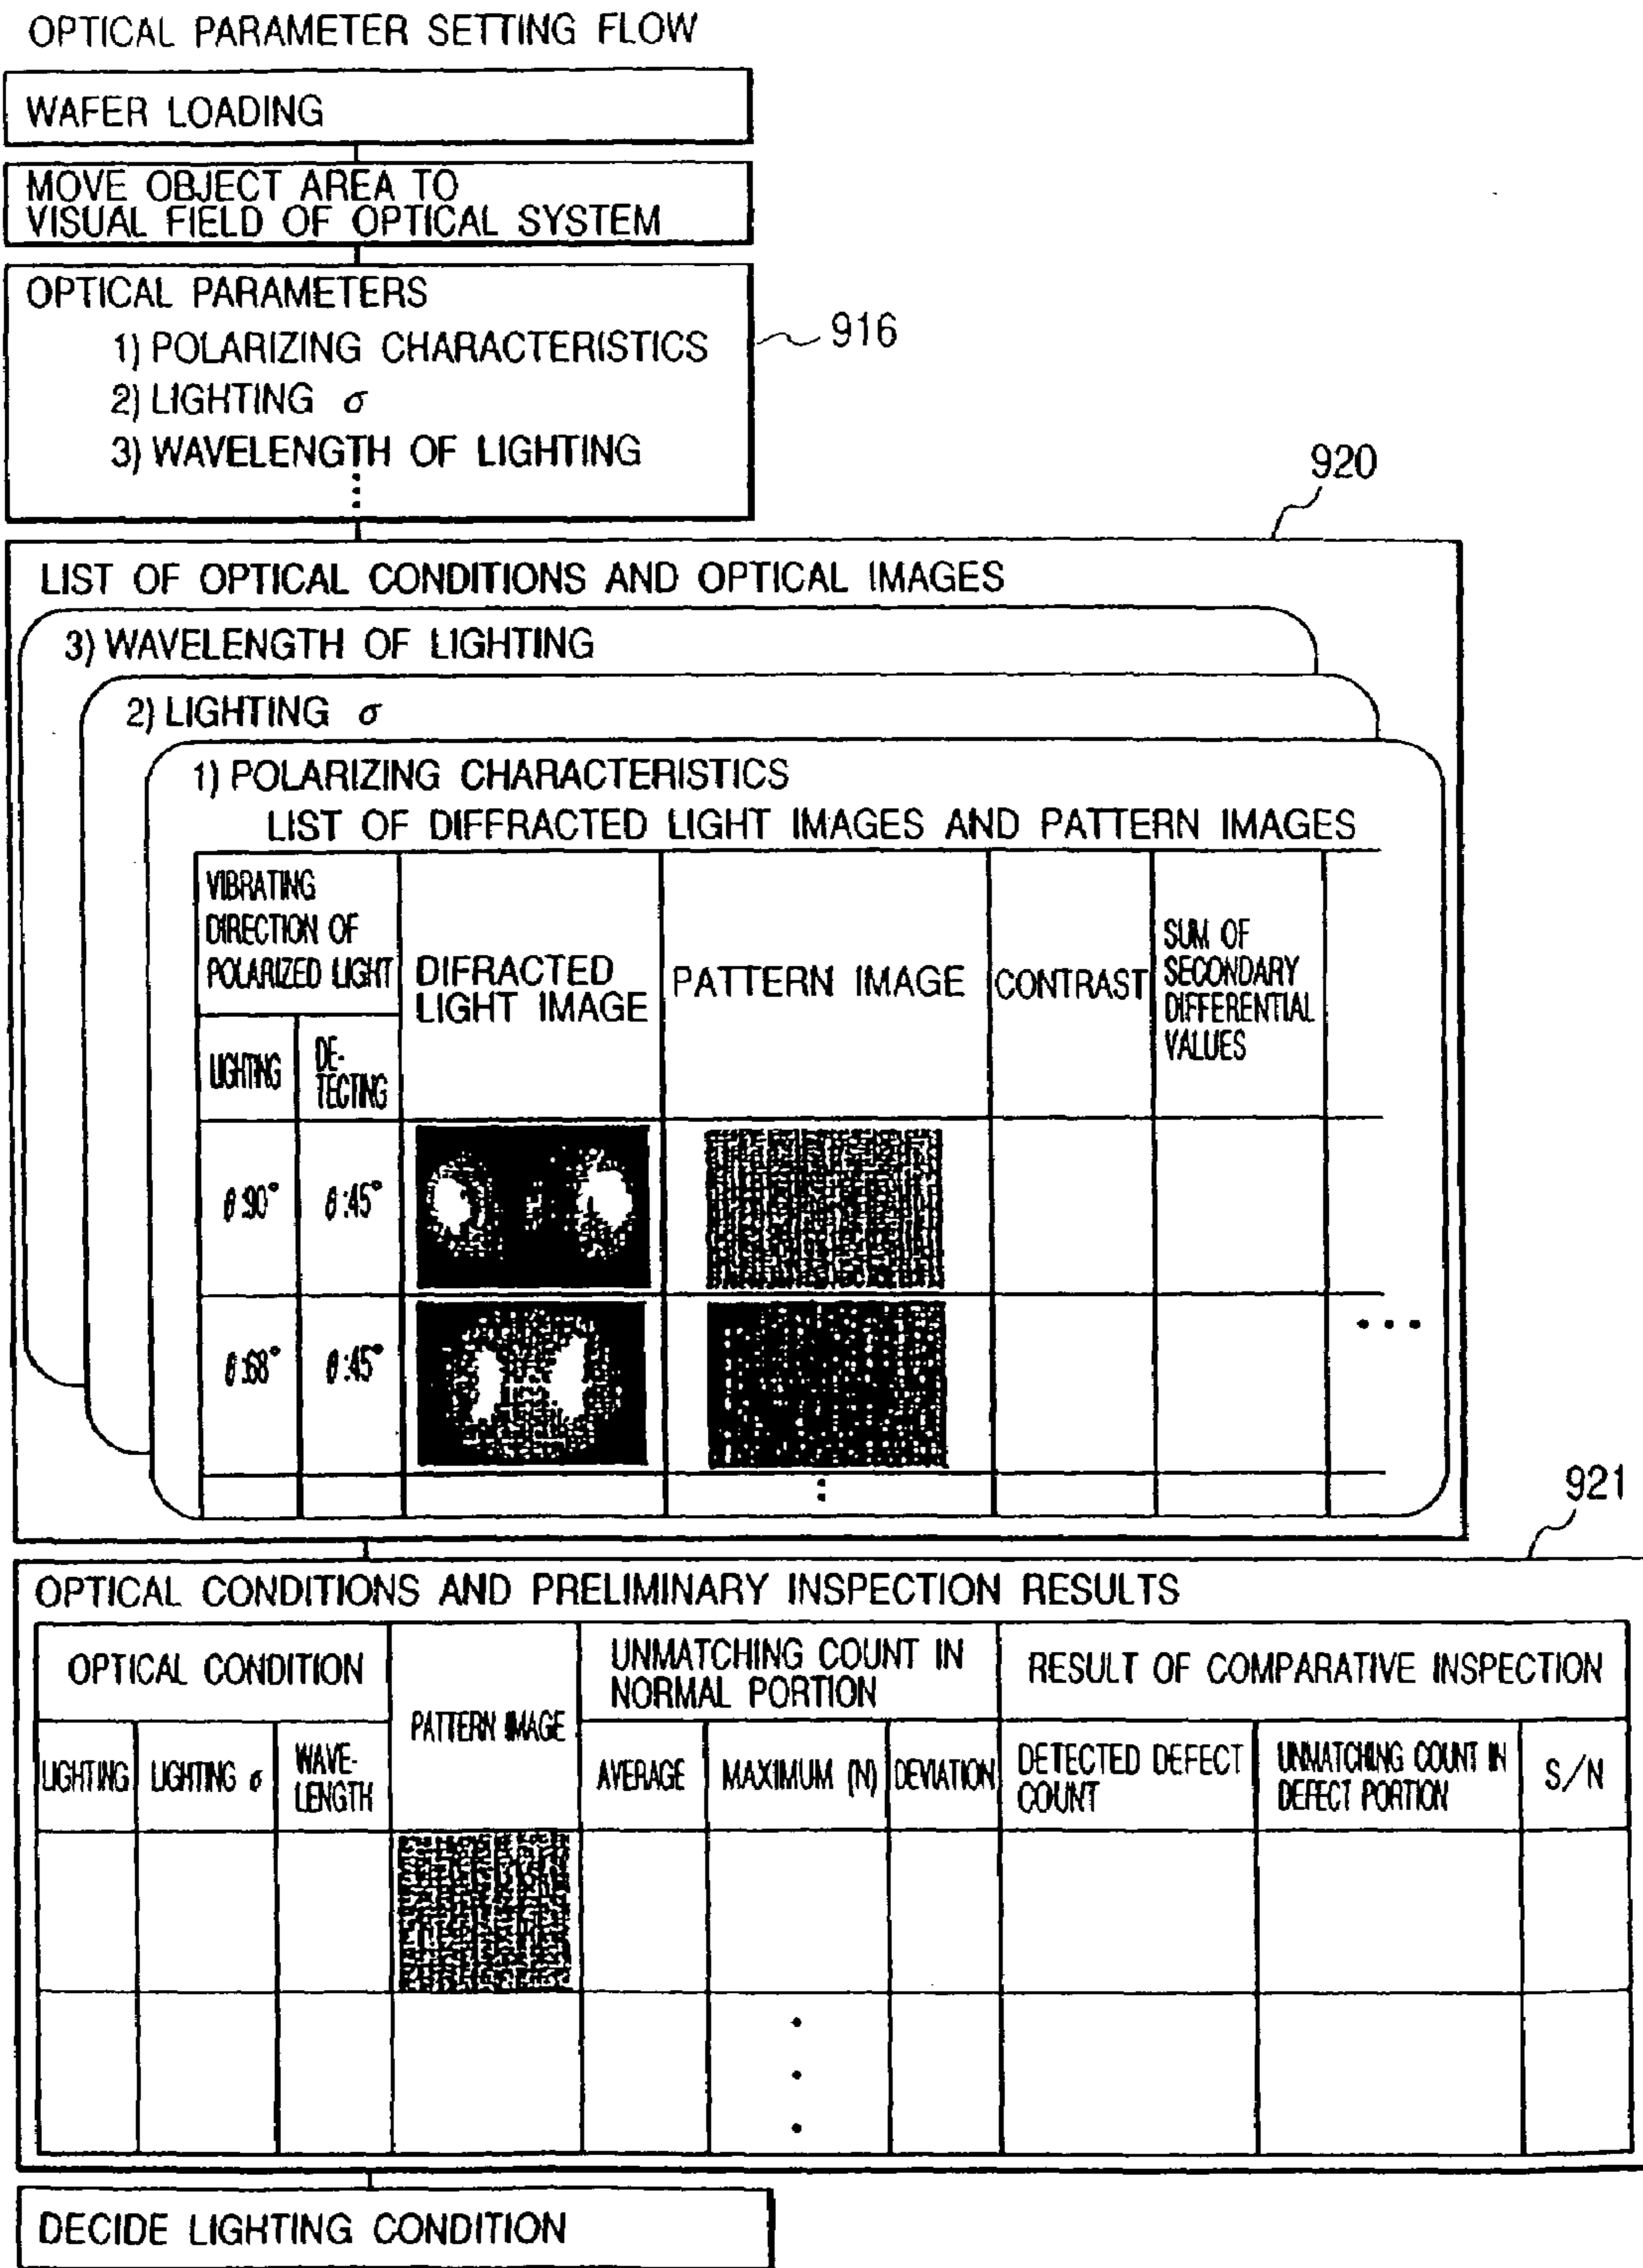 OPTICAL PARAMETER SETTING FLOW
WAFER LOADING
MOVE OBJECT AREA TO
VISUAL FIELD OF OPTICAL SYSTEM
OPTICAL PARAMETERS
1) POLARIZING CHARACTERISTICS
2) LIGHTING σ
3) WAVELENGTH OF LIGHTING
916
920
LIST OF OPTICAL CONDITIONS AND OPTICAL IMAGES
3) WAVELENGTH OF LIGHTING
2) LIGHTING σ
1) POLARIZING CHARACTERISTICS
LIST OF DIFFRACTED LIGHT IMAGES AND PATTERN IMAGES
VIBRATING
DIRECTION OF
POLARIZED LIGHT
LIGHTING
DE-
TECTING
DIFRACTED
LIGHT IMAGE
PATTERN IMAGE
CONTRAST
SUM OF
SECONDARY
DIFFERENTIAL
VALUES
θ:90°
θ:45°
θ:68°
θ:45°
921
OPTICAL CONDITIONS AND PRELIMINARY INSPECTION RESULTS
OPTICAL CONDITION
PATTERN IMAGE
UNMATCHING COUNT IN
NORMAL PORTION
RESULT OF COMPARATIVE INSPECTION
LIGHTING
LIGHTING σ
WAVE-
LENGTH
AVERAGE
MAXIMUM (N)
DEVIATION
DETECTED DEFECT
COUNT
UNMATCHING COUNT IN
DEFECT PORTION
S/N
DECIDE LIGHTING CONDITION